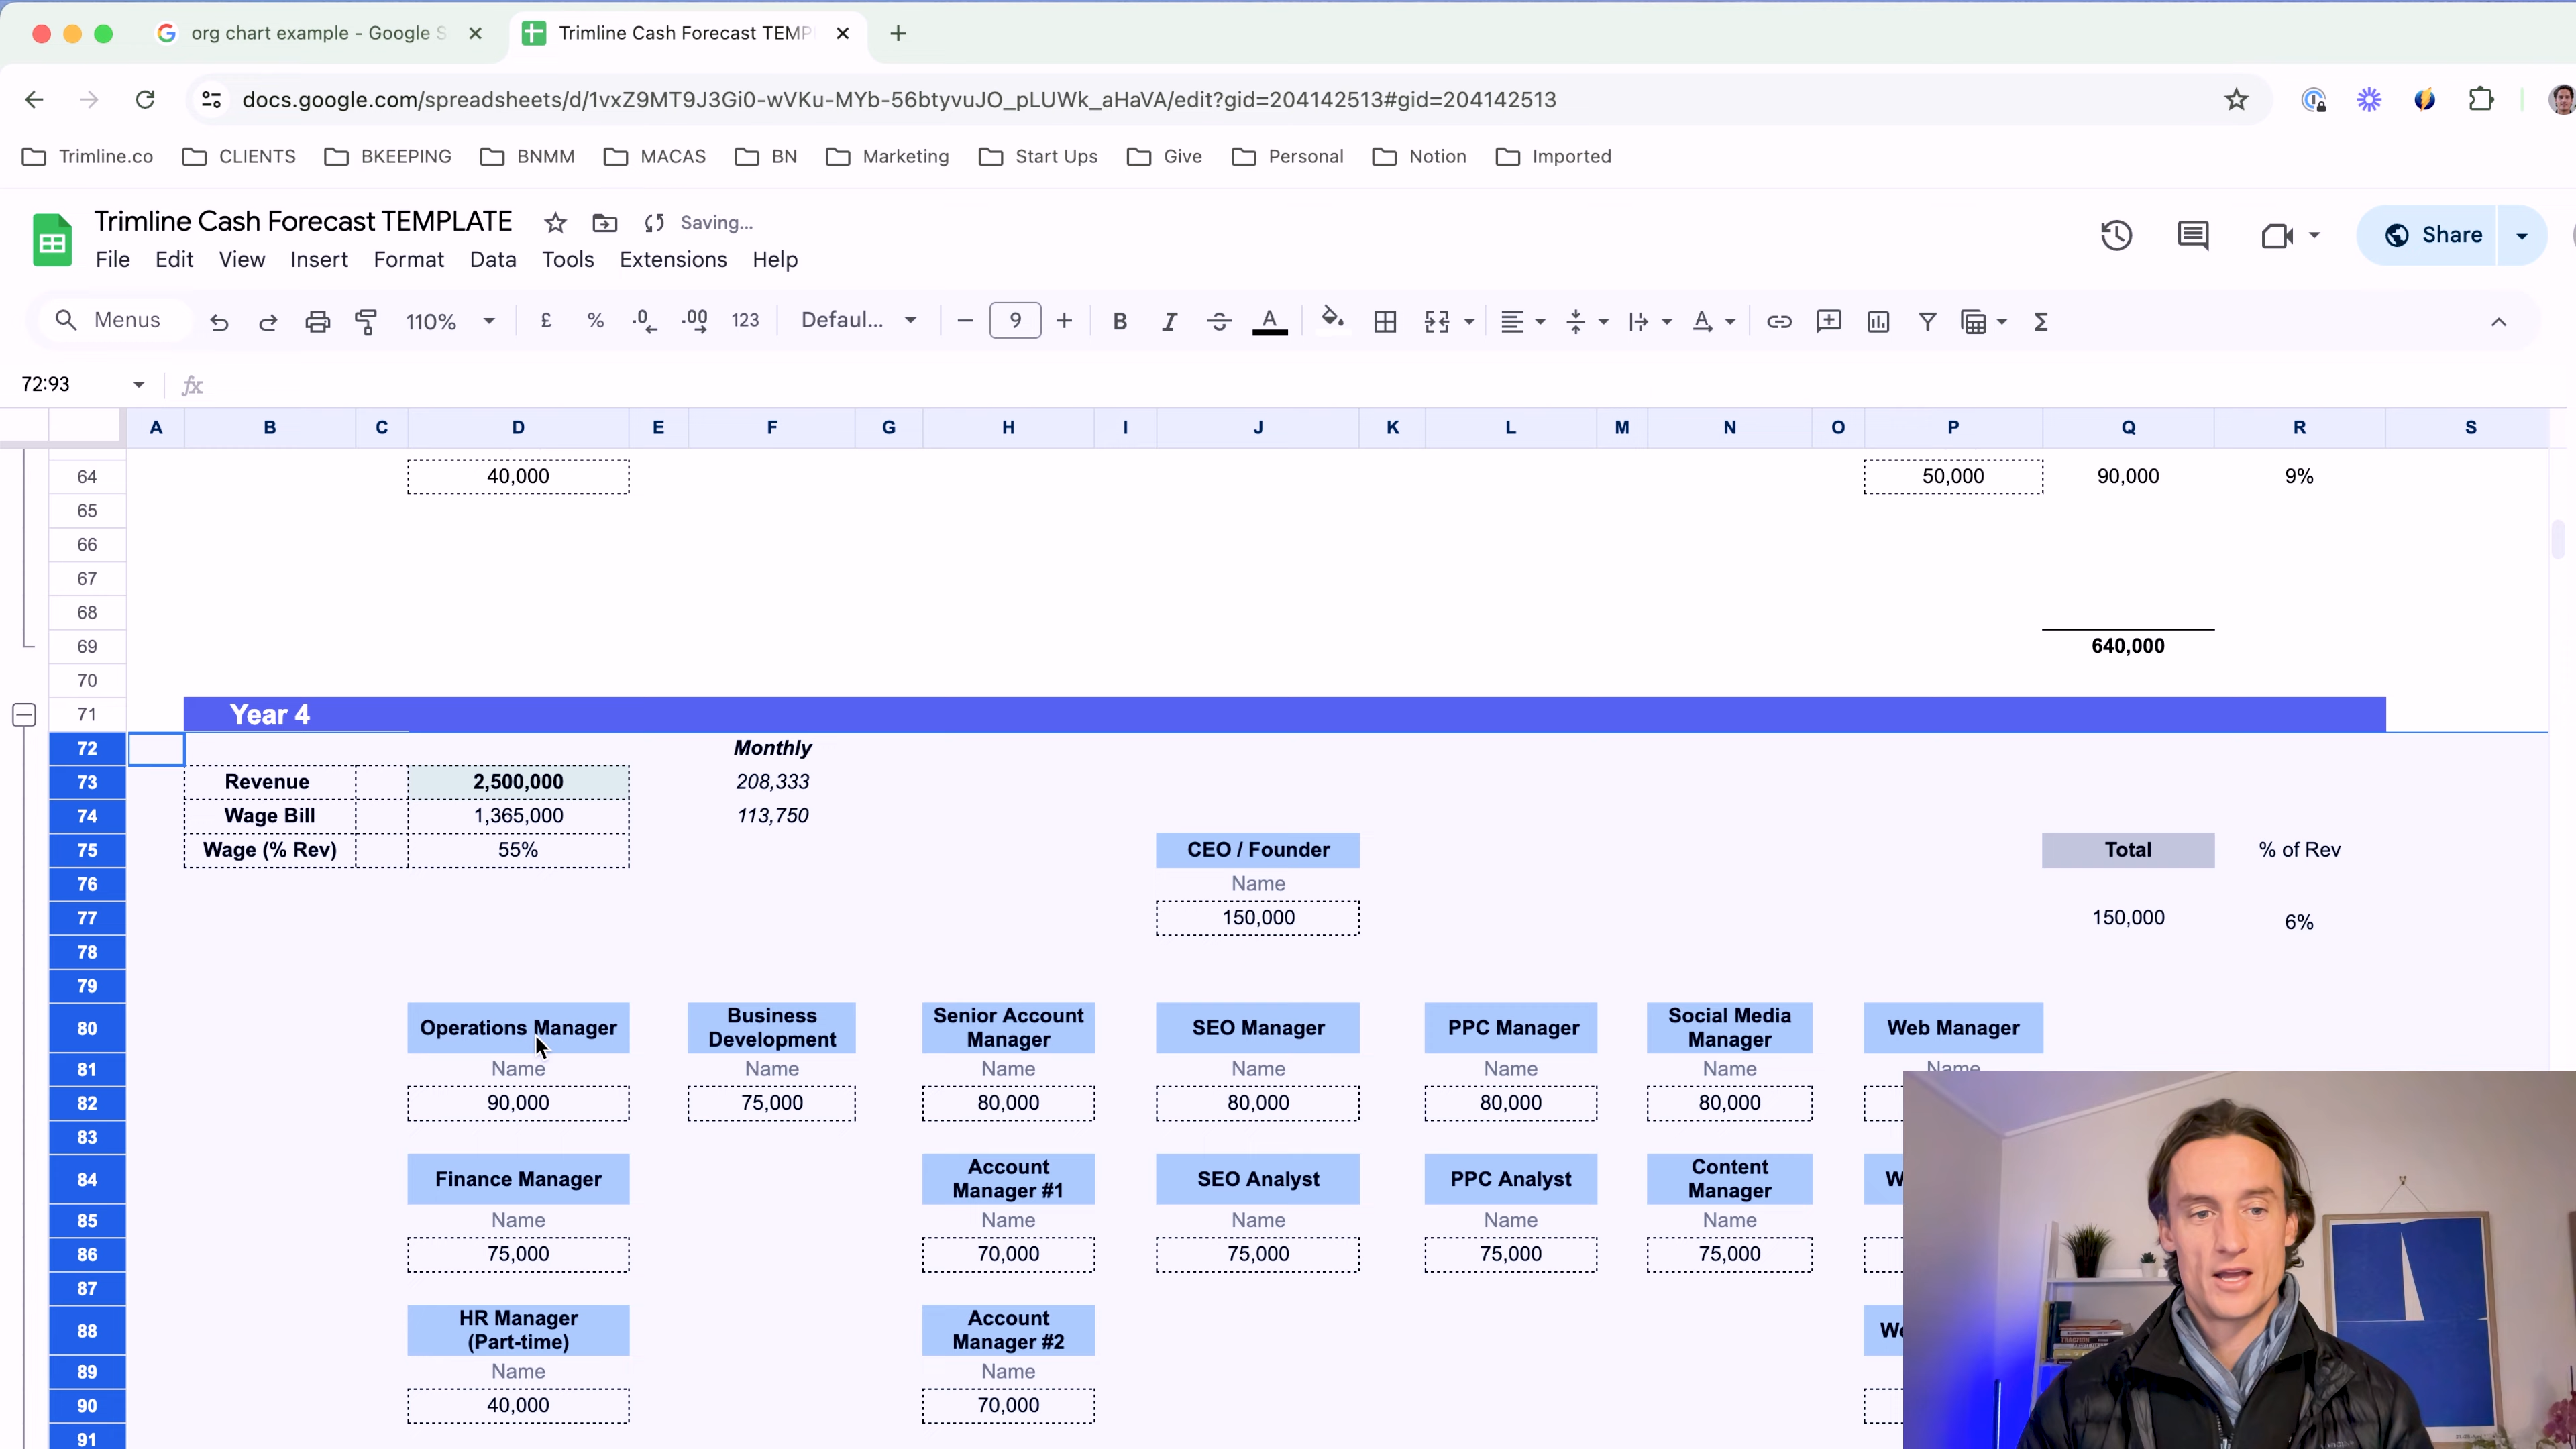 org chart example - Google S
Trimline Cash Forecast TEMP
docs.google.com/spreadsheets/d/1vxZ9MT9J3Gi0-wVKu-MYb-56btyvuJO_pLUWk_aHaVA/edit?gid=204142513#gid=204142513
Trimline.co CLIENTS BKEEPING BNMM MACAS BN Marketing Start Ups Give Personal Notion Imported
Trimline Cash Forecast TEMPLATE Saving...
File Edit View Insert Format Data Tools Extensions Help
Share
Menus 110% £ % .0 .00 123 Defaul... 9 B I A Σ
72:93 fx
A B C D E F G H I J K L M N O P Q R S
64 40,000 50,000 90,000 9%
65
66
67
68
69 640,000
70
71 Year 4
72 Monthly
73 Revenue 2,500,000 208,333
74 Wage Bill 1,365,000 113,750
75 Wage (% Rev) 55% CEO / Founder Total % of Rev
76 Name
77 150,000 150,000 6%
78
79
80 Operations Manager Business Development Senior Account Manager SEO Manager PPC Manager Social Media Manager Web Manager
81 Name Name Name Name Name Name Name
82 90,000 75,000 80,000 80,000 80,000 80,000
83
84 Finance Manager Account Manager #1 SEO Analyst PPC Analyst Content Manager W
85 Name Name Name Name Name
86 75,000 70,000 75,000 75,000 75,000
87
88 HR Manager (Part-time) Account Manager #2 We
89 Name Name
90 40,000 70,000
91
TRACTION